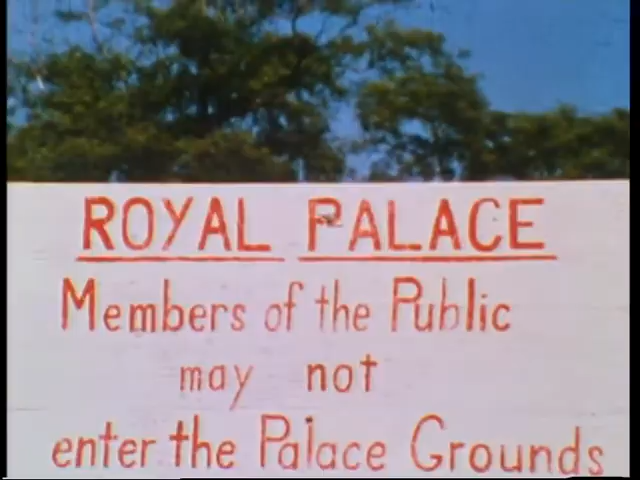 ROYAL PALACE
Members of the Public
may not
enter the Palace Grounds